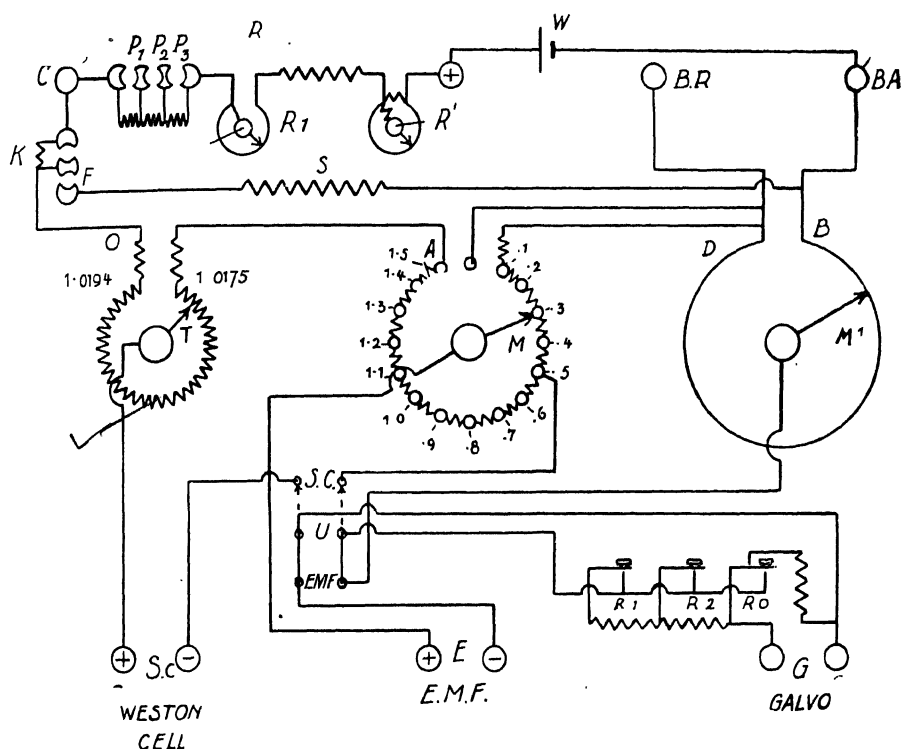 W
P1 P2 P3
R
C
B.R
BA
R1
R'
K
F
S
O
D
B
1.0194
1.0175
T
A
1.5
1.4
1.3
1.2
1.1
1.0
.9
.8
.7
.6
.5
.4
.3
.2
.1
M
M1
S.C.
U
EMF
R1
R2
RO
+
+
S.c
-
+
E
-
G
E.M.F.
GALVO
WESTON
CELL